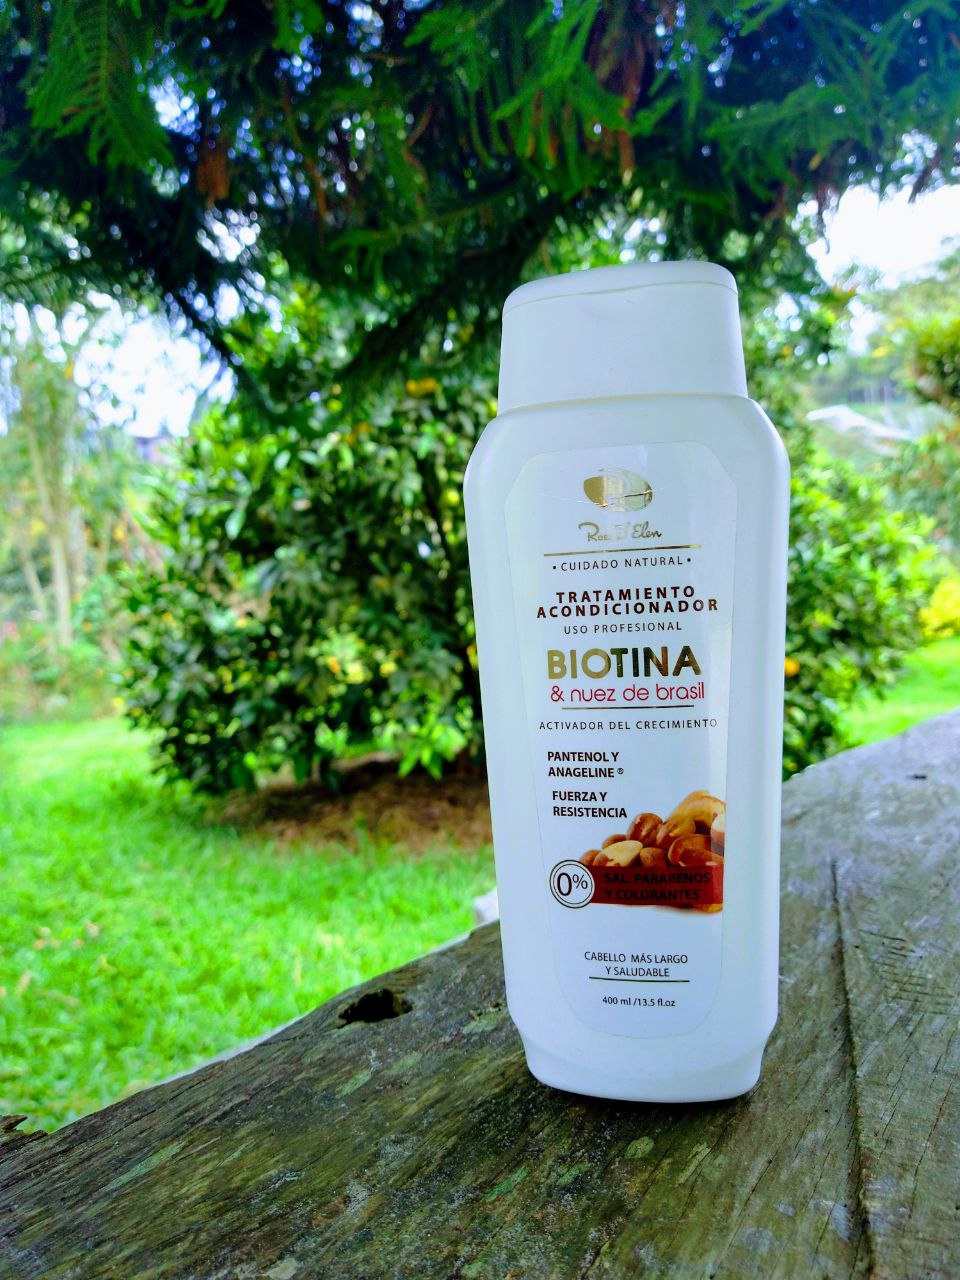 Rose D'Elen
• CUIDADO NATURAL •
TRATAMIENTO
ACONDICIONADOR
USO PROFESIONAL
BIOTINA
& nuez de brasil
ACTIVADOR DEL CRECIMIENTO
PANTENOL Y
ANAGELINE ®
FUERZA Y
RESISTENCIA
0% SAL, PARABENOS
Y COLORANTES
CABELLO MÁS LARGO
Y SALUDABLE
400 ml /13.5 fl.oz